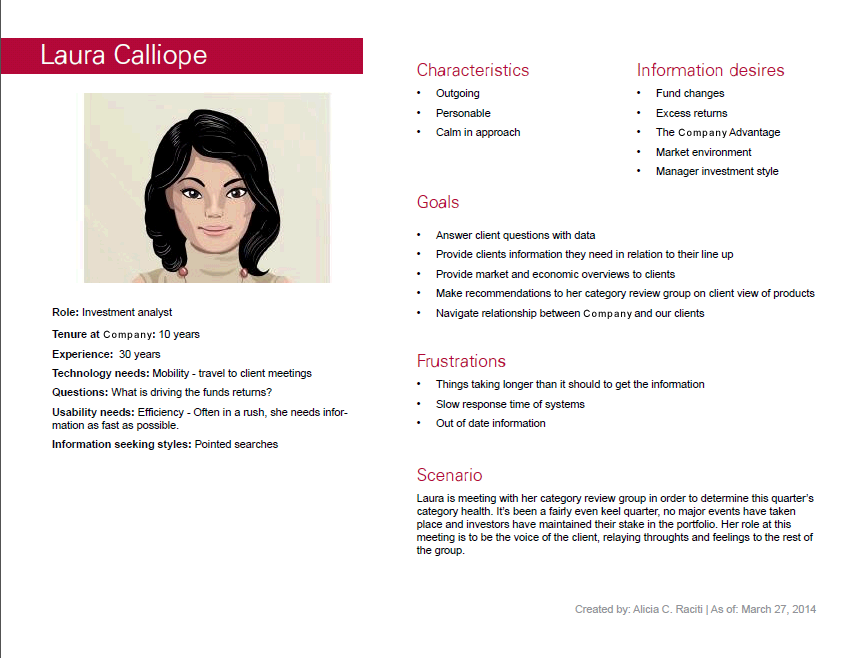 Laura Calliope
Role: Investment analyst
Tenure at Company: 10 years
Experience:  30 years
Technology needs: Mobility - travel to client meetings
Questions: What is driving the funds returns?
Usability needs: Efficiency - Often in a rush, she needs infor-
mation as fast as possible.
Information seeking styles: Pointed searches
Characteristics
• Outgoing
• Personable
• Calm in approach
Information desires
• Fund changes
• Excess returns
• The Company Advantage
• Market environment
• Manager investment style
Goals
• Answer client questions with data
• Provide clients information they need in relation to their line up
• Provide market and economic overviews to clients
• Make recommendations to her category review group on client view of products
• Navigate relationship between Company and our clients
Frustrations
• Things taking longer than it should to get the information
• Slow response time of systems
• Out of date information
Scenario
Laura is meeting with her category review group in order to determine this quarter's
category health. It's been a fairly even keel quarter, no major events have taken
place and investors have maintained their stake in the portfolio. Her role at this
meeting is to be the voice of the client, relaying throughts and feelings to the rest of
the group.
Created by: Alicia C. Raciti | As of: March 27, 2014